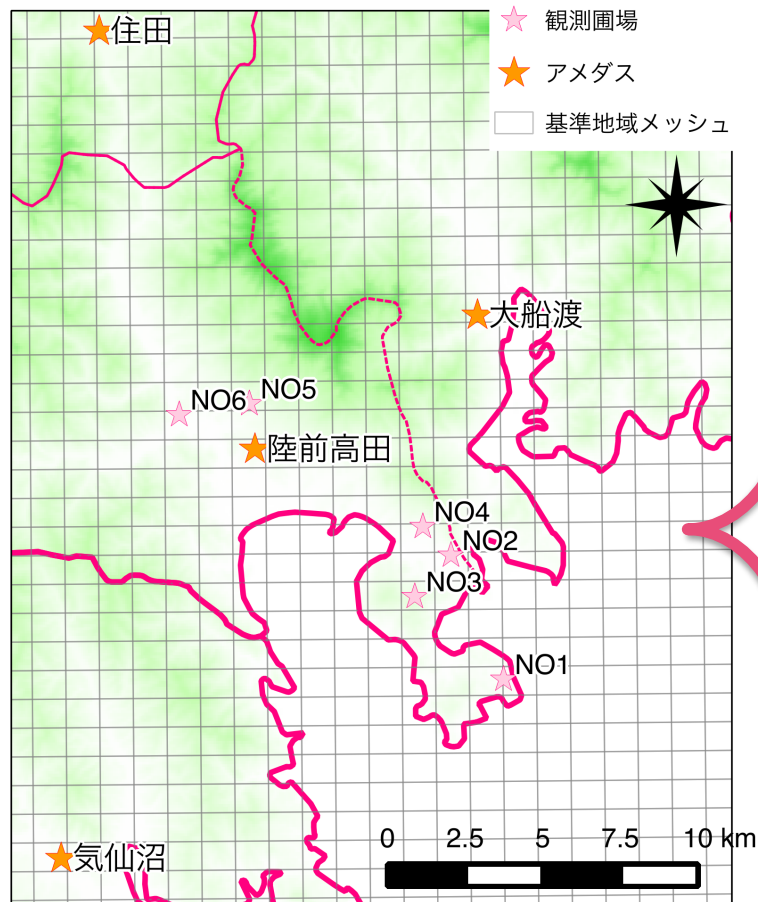 住田
観測圃場
アメダス
基準地域メッシュ
大船渡
NO6
NO5
陸前高田
NO4
NO2
NO3
NO1
気仙沼
0 2.5 5 7.5 10 km